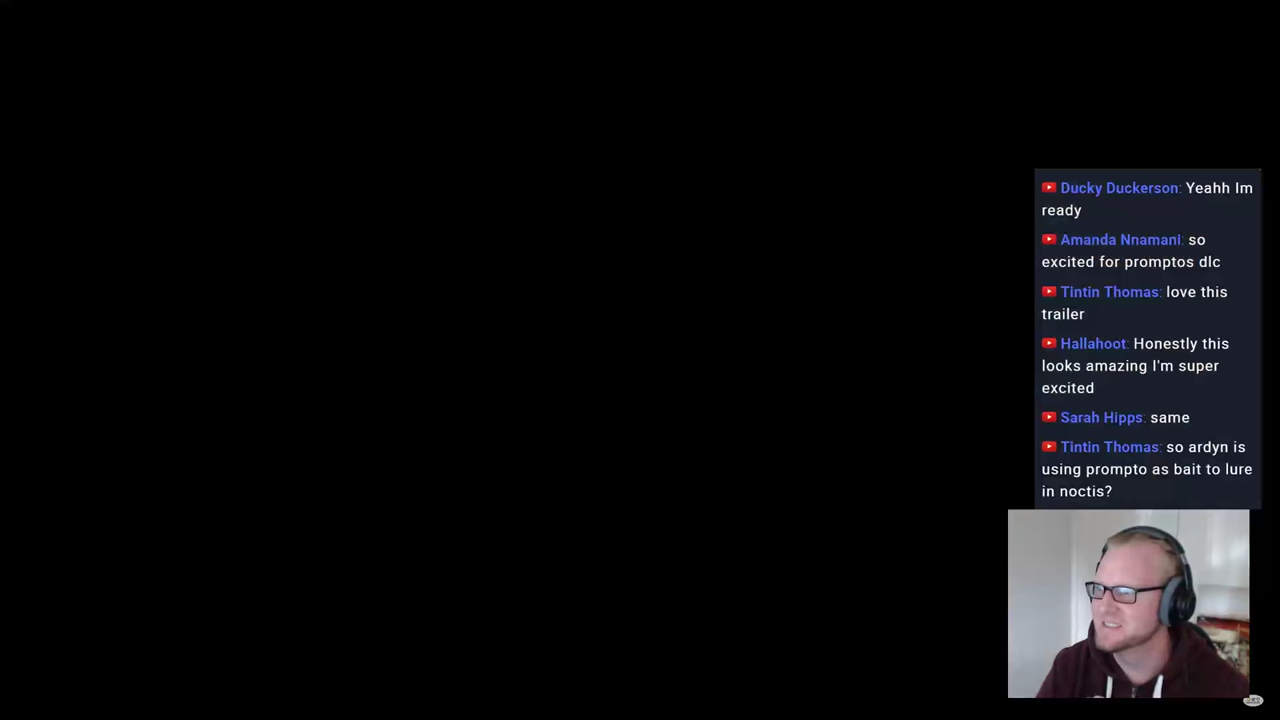 Ducky Duckerson: Yeahh Im
ready
Amanda Nnamani: so
excited for promptos dlc
Tintin Thomas: love this
trailer
Hallahoot: Honestly this
looks amazing I'm super
excited
Sarah Hipps: same
Tintin Thomas: so ardyn is
using prompto as bait to lure
in noctis?